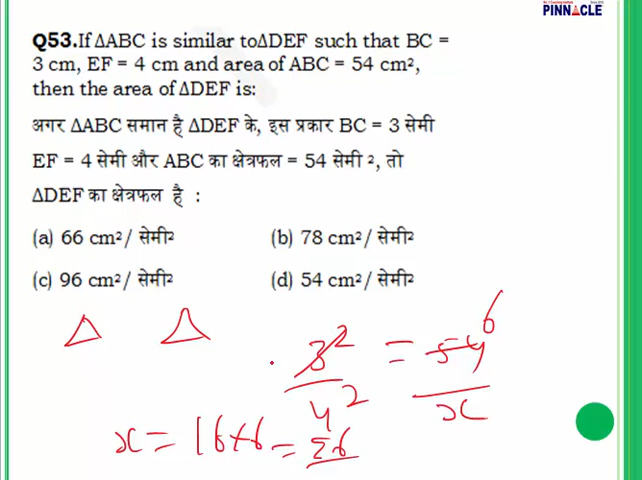 PINNACLE
Q53.If ΔABC is similar toΔDEF such that BC =
3 cm, EF = 4 cm and area of ABC = 54 cm²,
then the area of ΔDEF is:
अगर ΔABC समान है ΔDEF के, इस प्रकार BC = 3 सेमी
EF = 4 सेमी और ABC का क्षेत्रफल = 54 सेमी ², तो
ΔDEF का क्षेत्रफल है :
(a) 66 cm²/ सेमी² (b) 78 cm²/ सेमी²
(c) 96 cm²/ सेमी² (d) 54 cm²/ सेमी²
6
3² = 54
4² x
x = 16×6 =